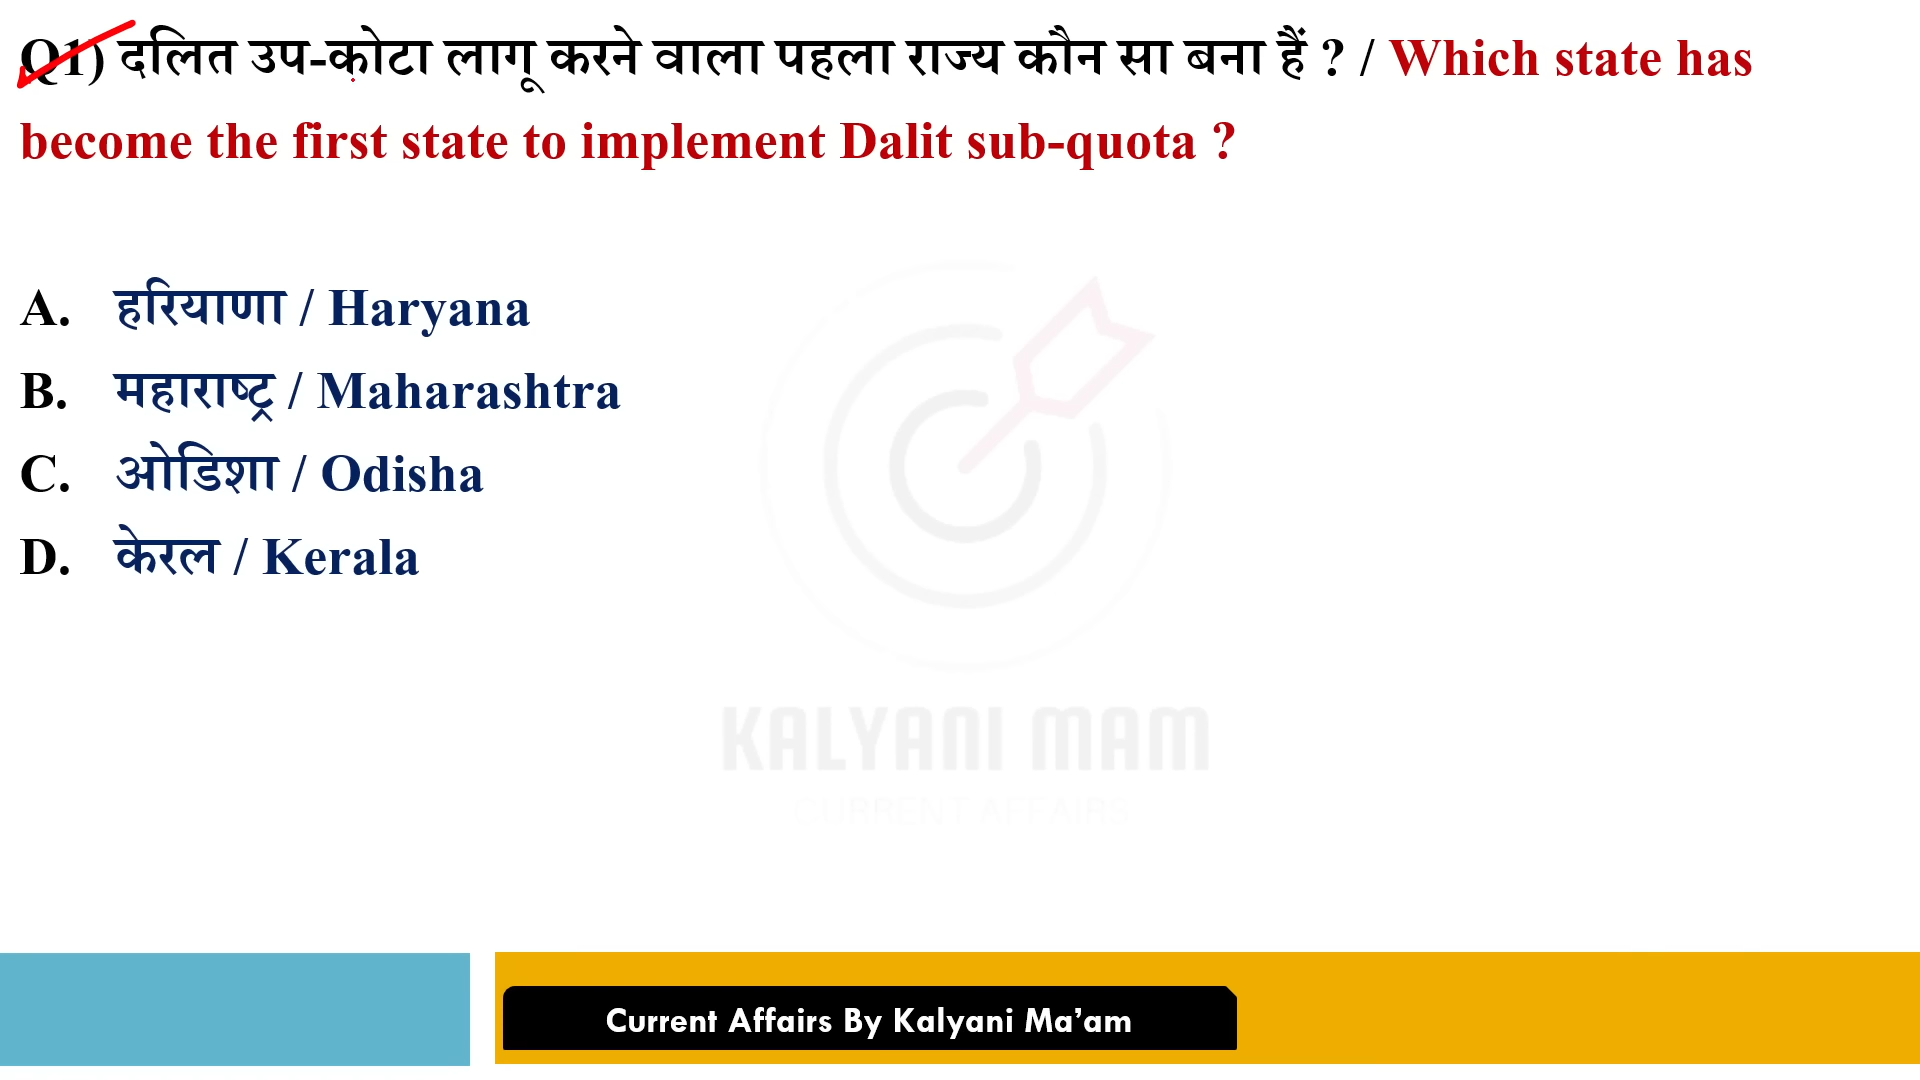 Q1) दलित उप-कोटा लागू करने वाला पहला राज्य कौन सा बना हैं ? / Which state has
become the first state to implement Dalit sub-quota ?
A. हरियाणा / Haryana
B. महाराष्ट्र / Maharashtra
C. ओडिशा / Odisha
D. केरल / Kerala
KALYANI MAM
CURRENT AFFAIRS
Current Affairs By Kalyani Ma’am